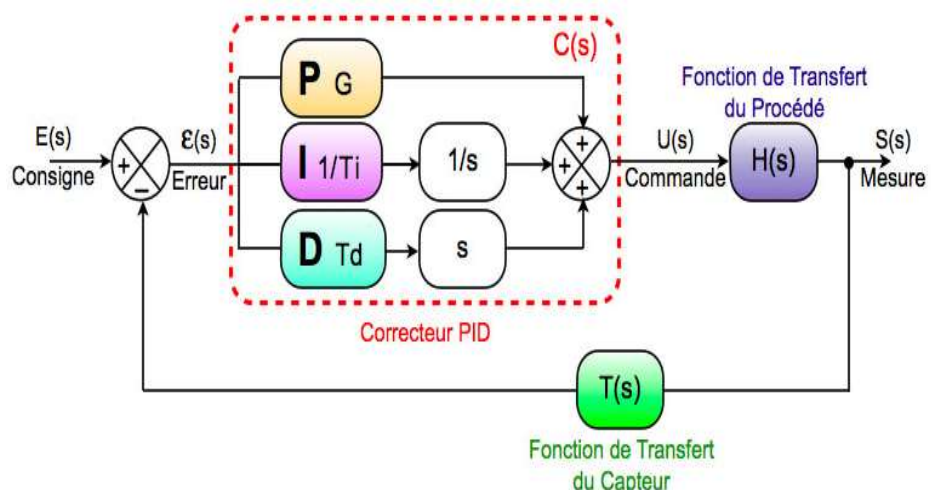 C(s)
P G
Fonction de Transfert
du Procédé
E(s)
Consigne
+
−
Ɛ(s)
Erreur
I 1/Ti
1/s
+
+
+
U(s)
Commande
H(s)
S(s)
Mesure
D Td
s
Correcteur PID
T(s)
Fonction de Transfert
du Capteur